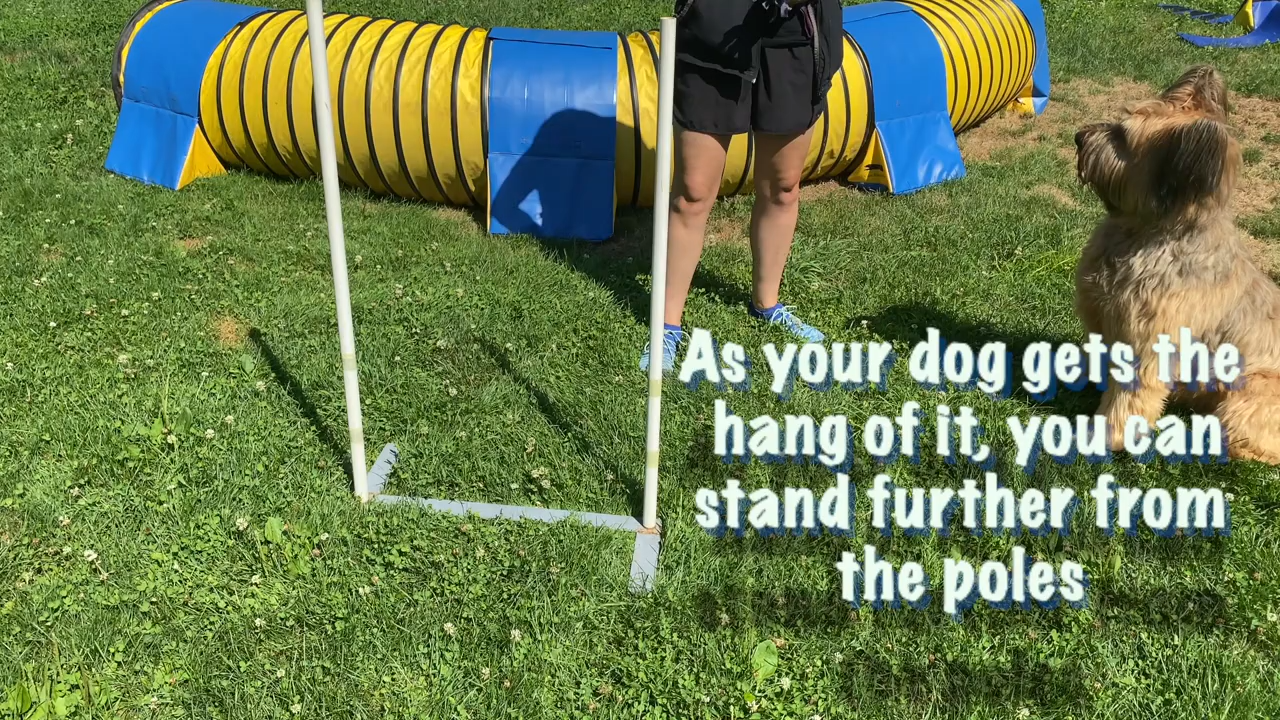 As your dog gets the
hang of it, you can
stand further from
the poles